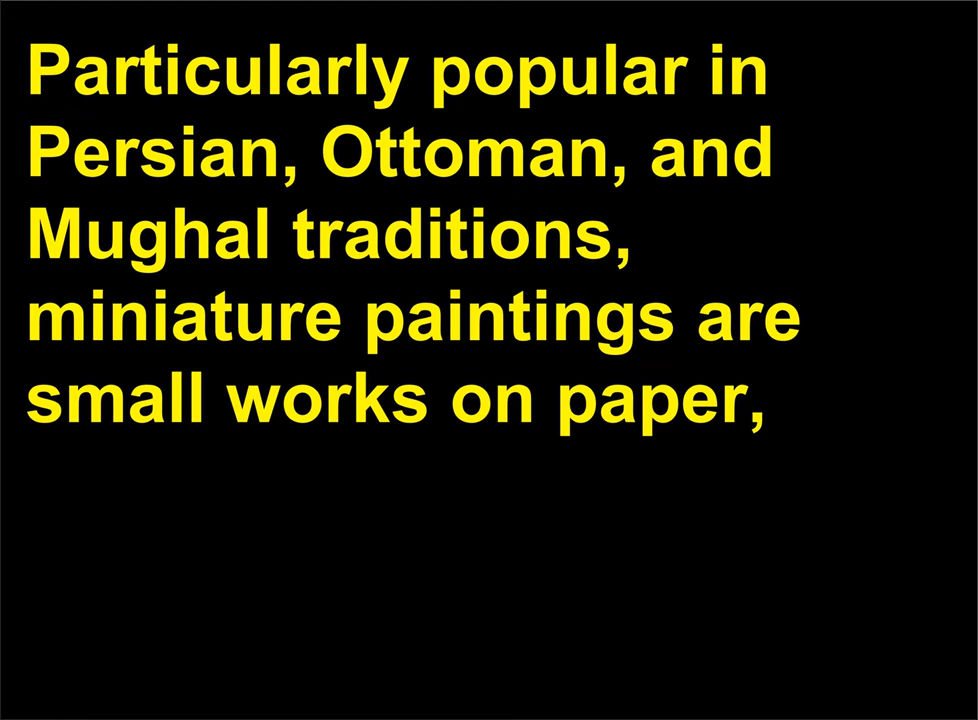 Particularly popular in
Persian, Ottoman, and
Mughal traditions,
miniature paintings are
small works on paper,